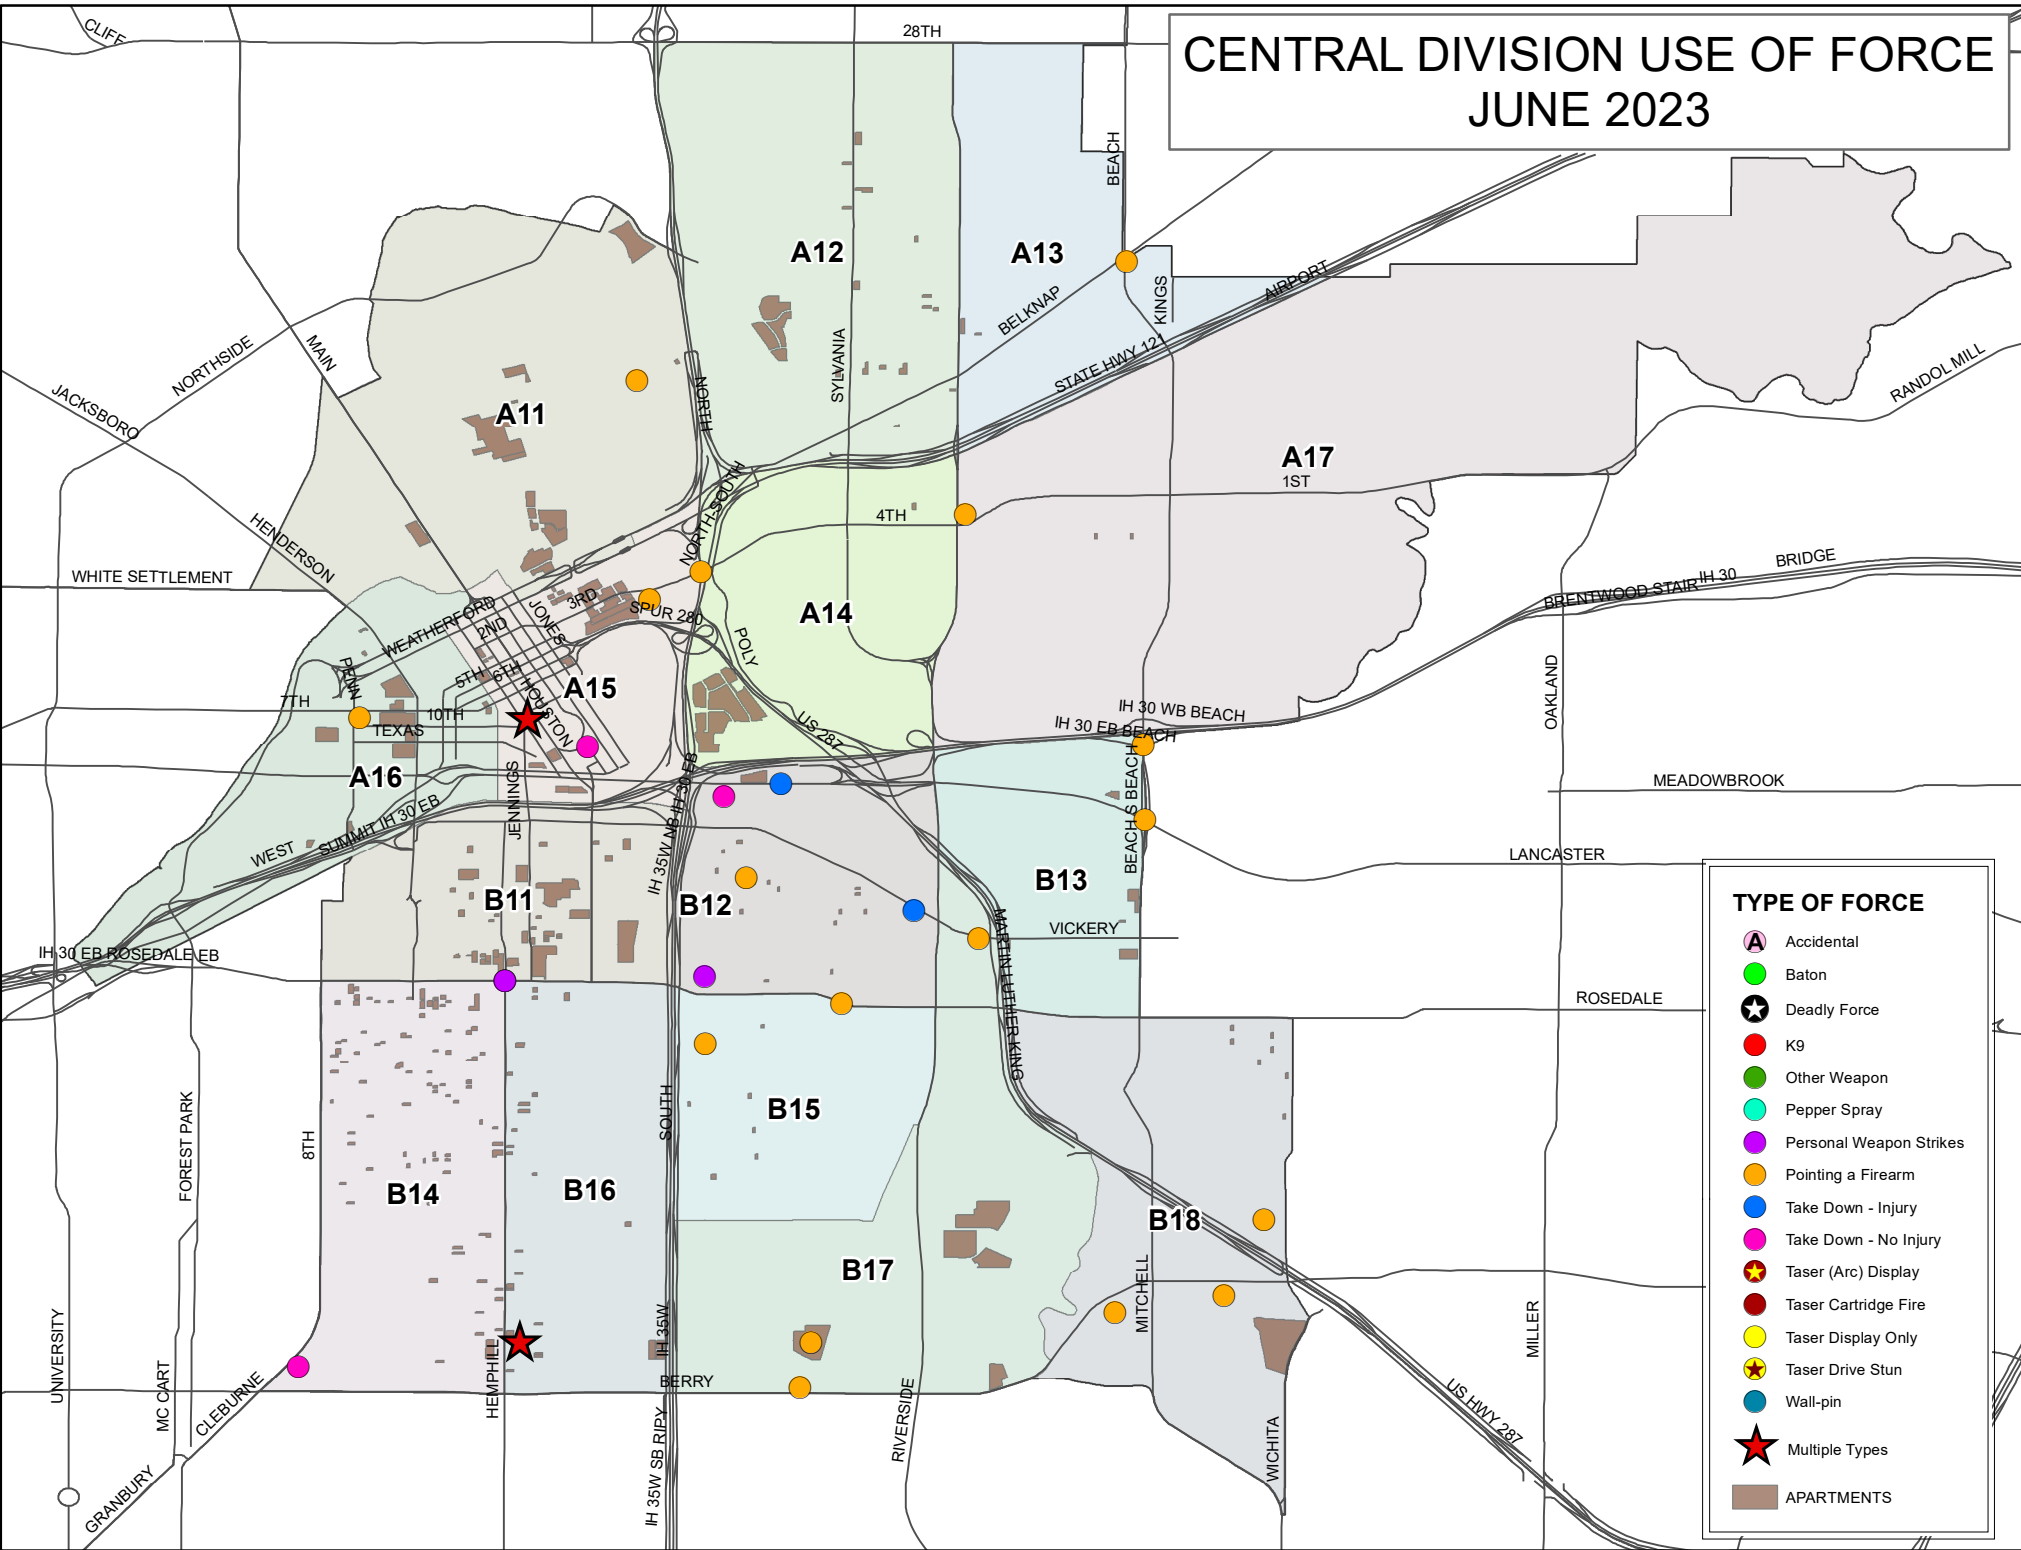 CENTRAL DIVISION USE OF FORCE
JUNE 2023
CLIFF
28TH
BEACH
A12
A13
KINGS
AIRPORT
BELKNAP
NORTHSIDE
MAIN
SYLVANIA
STATE HWY 121
RANDOL MILL
JACKSBORO
NORTH
A11
A17
1ST
HENDERSON
NORTH-SOUTH
4TH
WHITE SETTLEMENT
BRIDGE
IH 30
BRENTWOOD STAIR
WEATHERFORD
3RD
2ND
JONES
SPUR 280
A14
POLY
PENN
5TH
6TH
HOUSTON
A15
7TH
10TH
TEXAS
US 287
IH 30 WB BEACH
IH 30 EB BEACH
OAKLAND
A16
MEADOWBROOK
JENNINGS
IH 35W NB IH 30 EB
BEACH S BEACH
WEST
SUMMIT IH 30 EB
LANCASTER
B11
B12
B13
VICKERY
MARTIN LUTHER KING
IH 30 EB ROSEDALE EB
ROSEDALE
FOREST PARK
8TH
SOUTH
B15
B14
B16
B18
B17
MITCHELL
UNIVERSITY
MC CART
CLEBURNE
HEMPHILL
IH 35W
BERRY
RIVERSIDE
MILLER
US HWY 287
WICHITA
GRANBURY
IH 35W SB RIPY
TYPE OF FORCE
A Accidental
Baton
Deadly Force
K9
Other Weapon
Pepper Spray
Personal Weapon Strikes
Pointing a Firearm
Take Down - Injury
Take Down - No Injury
Taser (Arc) Display
Taser Cartridge Fire
Taser Display Only
Taser Drive Stun
Wall-pin
Multiple Types
APARTMENTS